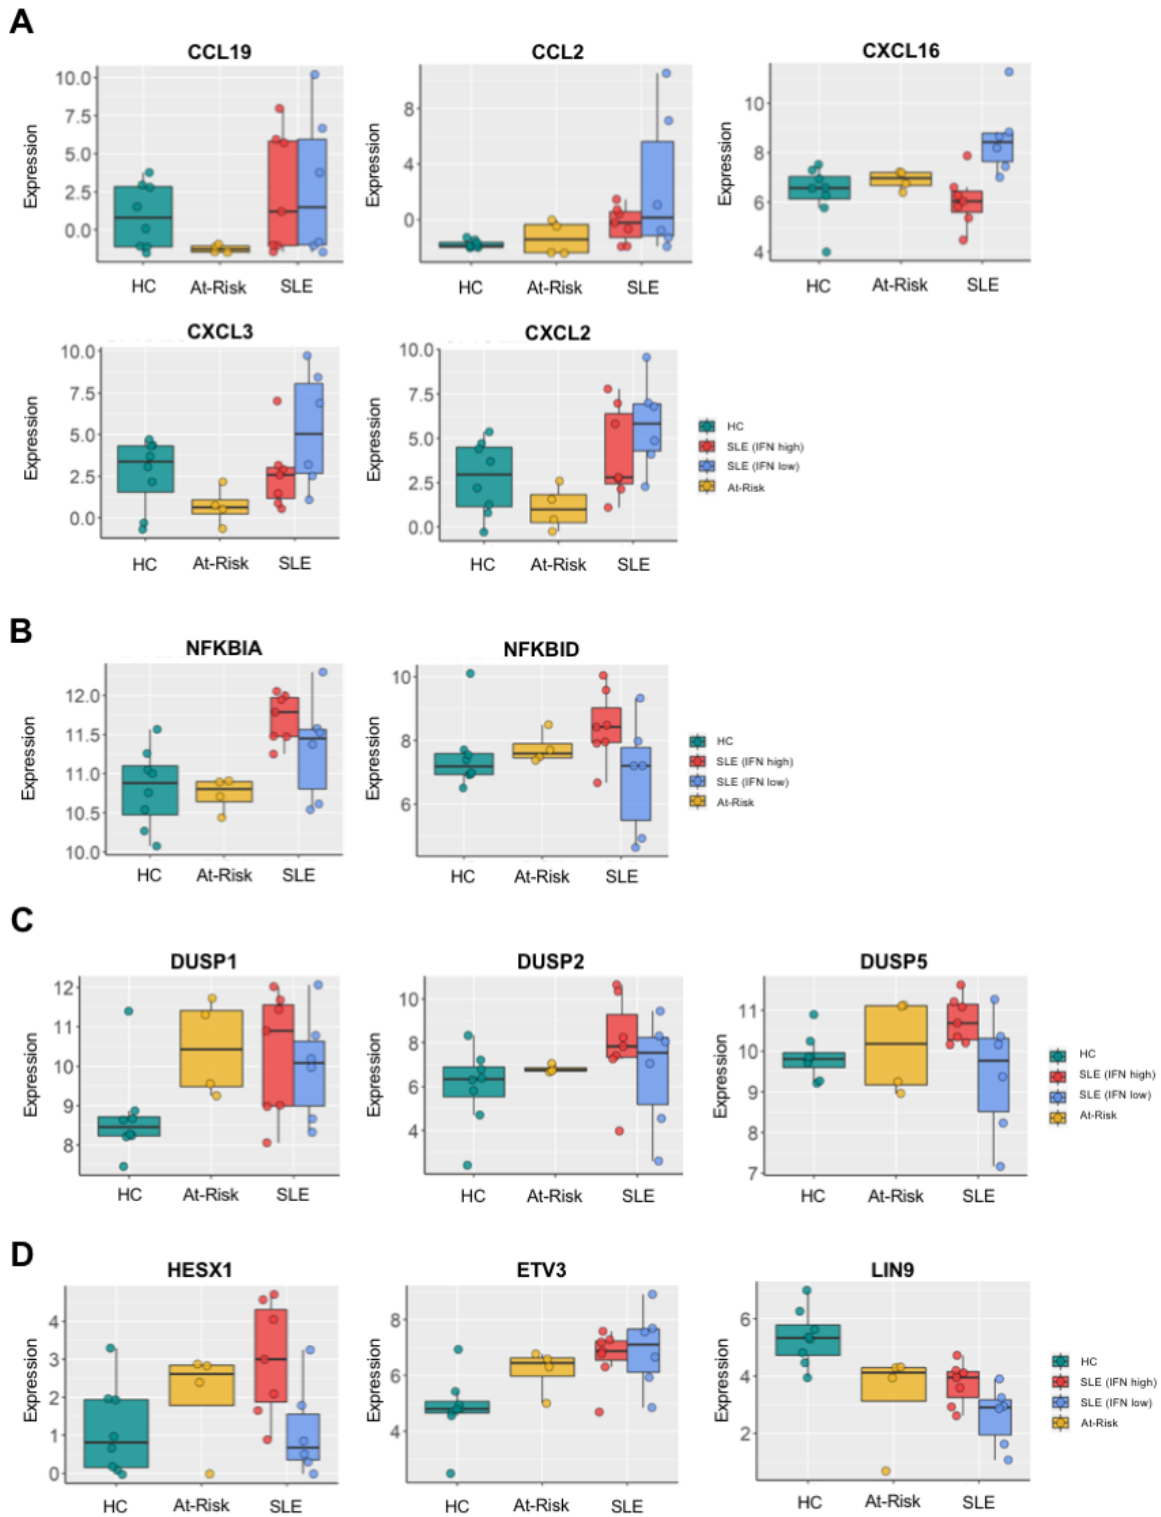 A
CCL19
CCL2
CXCL16
Expression
10.0
7.5
5.0
2.5
0.0
HC At-Risk SLE
Expression
8
4
0
HC At-Risk SLE
Expression
10
8
6
4
HC At-Risk SLE
CXCL3
CXCL2
Expression
10.0
7.5
5.0
2.5
0.0
HC At-Risk SLE
Expression
10.0
7.5
5.0
2.5
0.0
HC At-Risk SLE
HC
SLE (IFN high)
SLE (IFN low)
At-Risk
B
NFKBIA
NFKBID
Expression
12.0
11.5
11.0
10.5
10.0
HC At-Risk SLE
Expression
10
8
6
HC At-Risk SLE
HC
SLE (IFN high)
SLE (IFN low)
At-Risk
C
DUSP1
DUSP2
DUSP5
Expression
12
11
10
9
8
HC At-Risk SLE
Expression
10
8
6
4
HC At-Risk SLE
Expression
11
10
9
8
7
HC At-Risk SLE
HC
SLE (IFN high)
SLE (IFN low)
At-Risk
D
HESX1
ETV3
LIN9
Expression
4
3
2
1
0
HC At-Risk SLE
Expression
8
6
4
HC At-Risk SLE
Expression
6
4
2
HC At-Risk SLE
HC
SLE (IFN high)
SLE (IFN low)
At-Risk